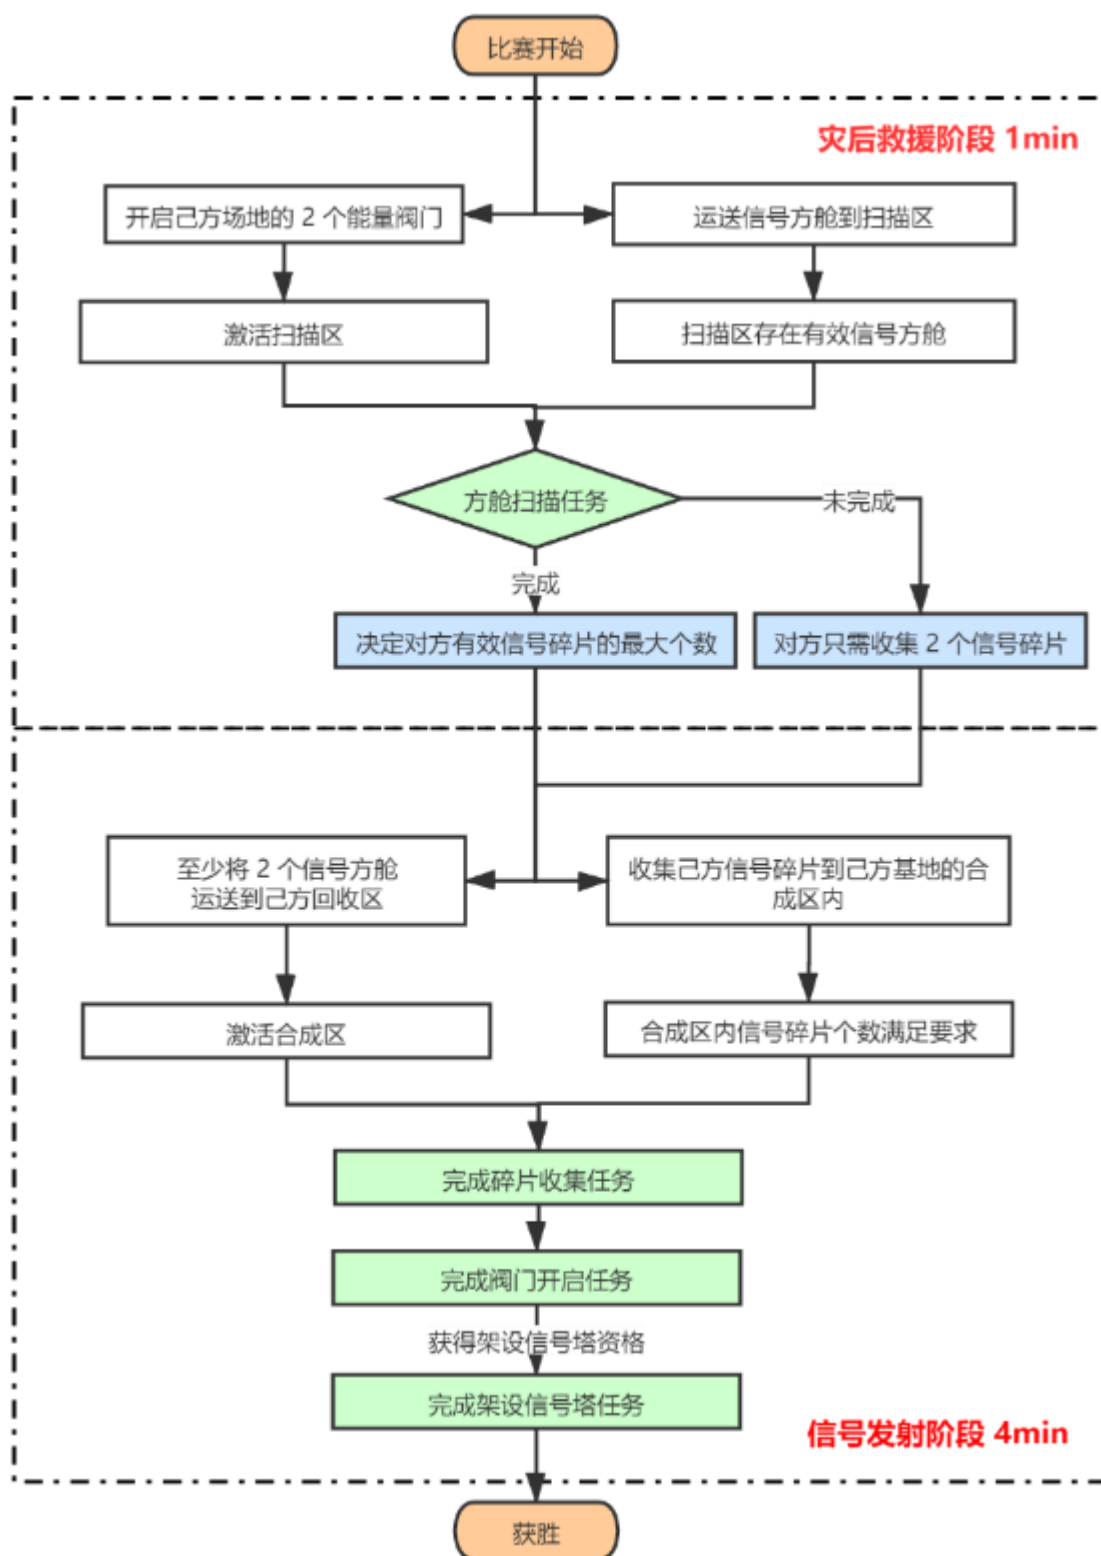 比赛开始
灾后救援阶段 1min
开启己方场地的 2 个能量阀门
运送信号方舱到扫描区
激活扫描区
扫描区存在有效信号方舱
方舱扫描任务
未完成
完成
决定对方有效信号碎片的最大个数
对方只需收集 2 个信号碎片
至少将 2 个信号方舱
运送到己方回收区
收集己方信号碎片到己方基地的合
成区内
激活合成区
合成区内信号碎片个数满足要求
完成碎片收集任务
完成阀门开启任务
获得架设信号塔资格
完成架设信号塔任务
信号发射阶段 4min
获胜